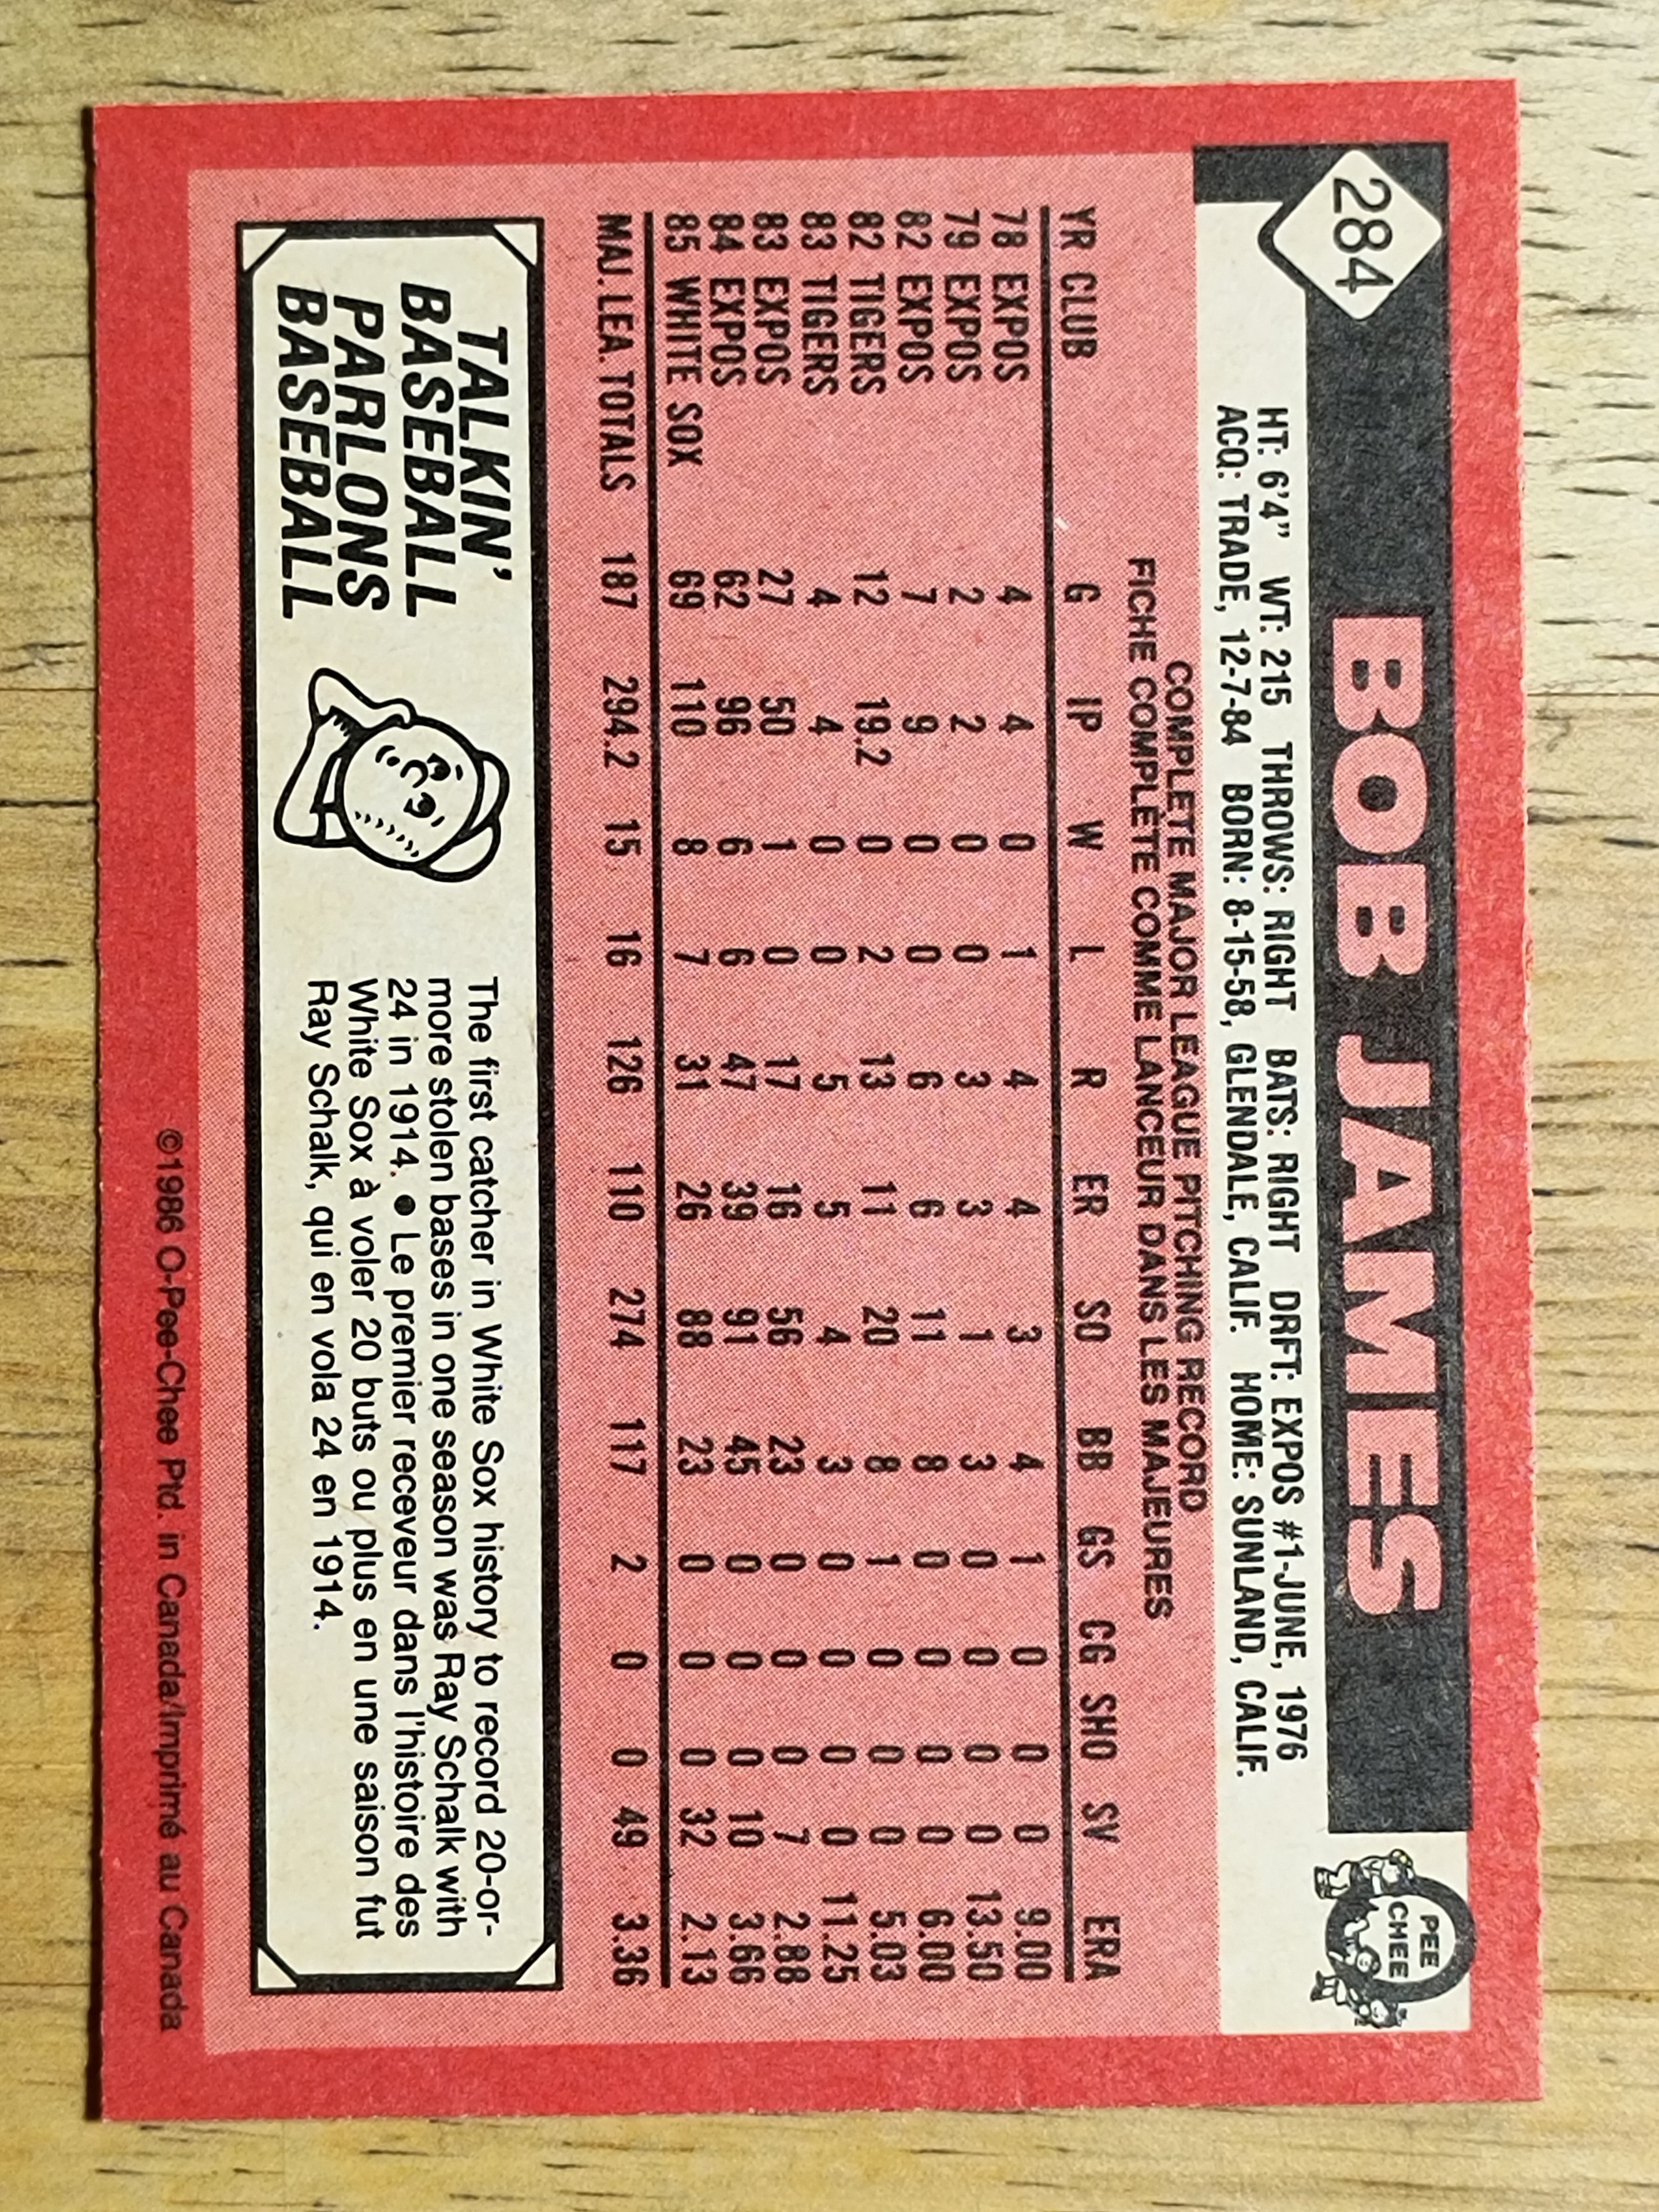 284
BOB JAMES
PEE
CHEE
HT: 6'4" WT: 215 THROWS: RIGHT BATS: RIGHT DRFT: EXPOS #1-JUNE, 1976
ACQ: TRADE, 12-7-84 BORN: 8-15-58, GLENDALE, CALIF. HOME: SUNLAND, CALIF.
COMPLETE MAJOR LEAGUE PITCHING RECORD
FICHE COMPLÈTE COMME LANCEUR DANS LES MAJEURES
YR CLUB G IP W L R ER SO BB GS CG SHO SV ERA
78 EXPOS 4 4 0 1 4 4 3 4 1 0 0 0 9.00
79 EXPOS 2 2 0 0 3 3 1 3 0 0 0 0 13.50
82 EXPOS 7 9 0 0 6 6 11 8 0 0 0 0 6.00
82 TIGERS 12 19.2 0 2 13 11 20 8 1 0 0 0 5.03
83 TIGERS 4 4 0 0 5 5 4 3 0 0 0 0 11.25
83 EXPOS 27 50 1 0 17 16 56 23 0 0 0 7 2.88
84 EXPOS 62 96 6 6 47 39 91 45 0 0 0 10 3.66
85 WHITE SOX 69 110 8 7 31 26 88 23 0 0 0 32 2.13
MAJ. LEA. TOTALS 187 294.2 15 16 126 110 274 117 2 0 0 49 3.36
TALKIN'
BASEBALL
PARLONS
BASEBALL
The first catcher in White Sox history to record 20-or-
more stolen bases in one season was Ray Schalk with
24 in 1914. ● Le premier receveur dans l'histoire des
White Sox à voler 20 buts ou plus en une saison fut
Ray Schalk, qui en vola 24 en 1914.
©1986 O-Pee-Chee Ptd. in Canada/Imprimé au Canada